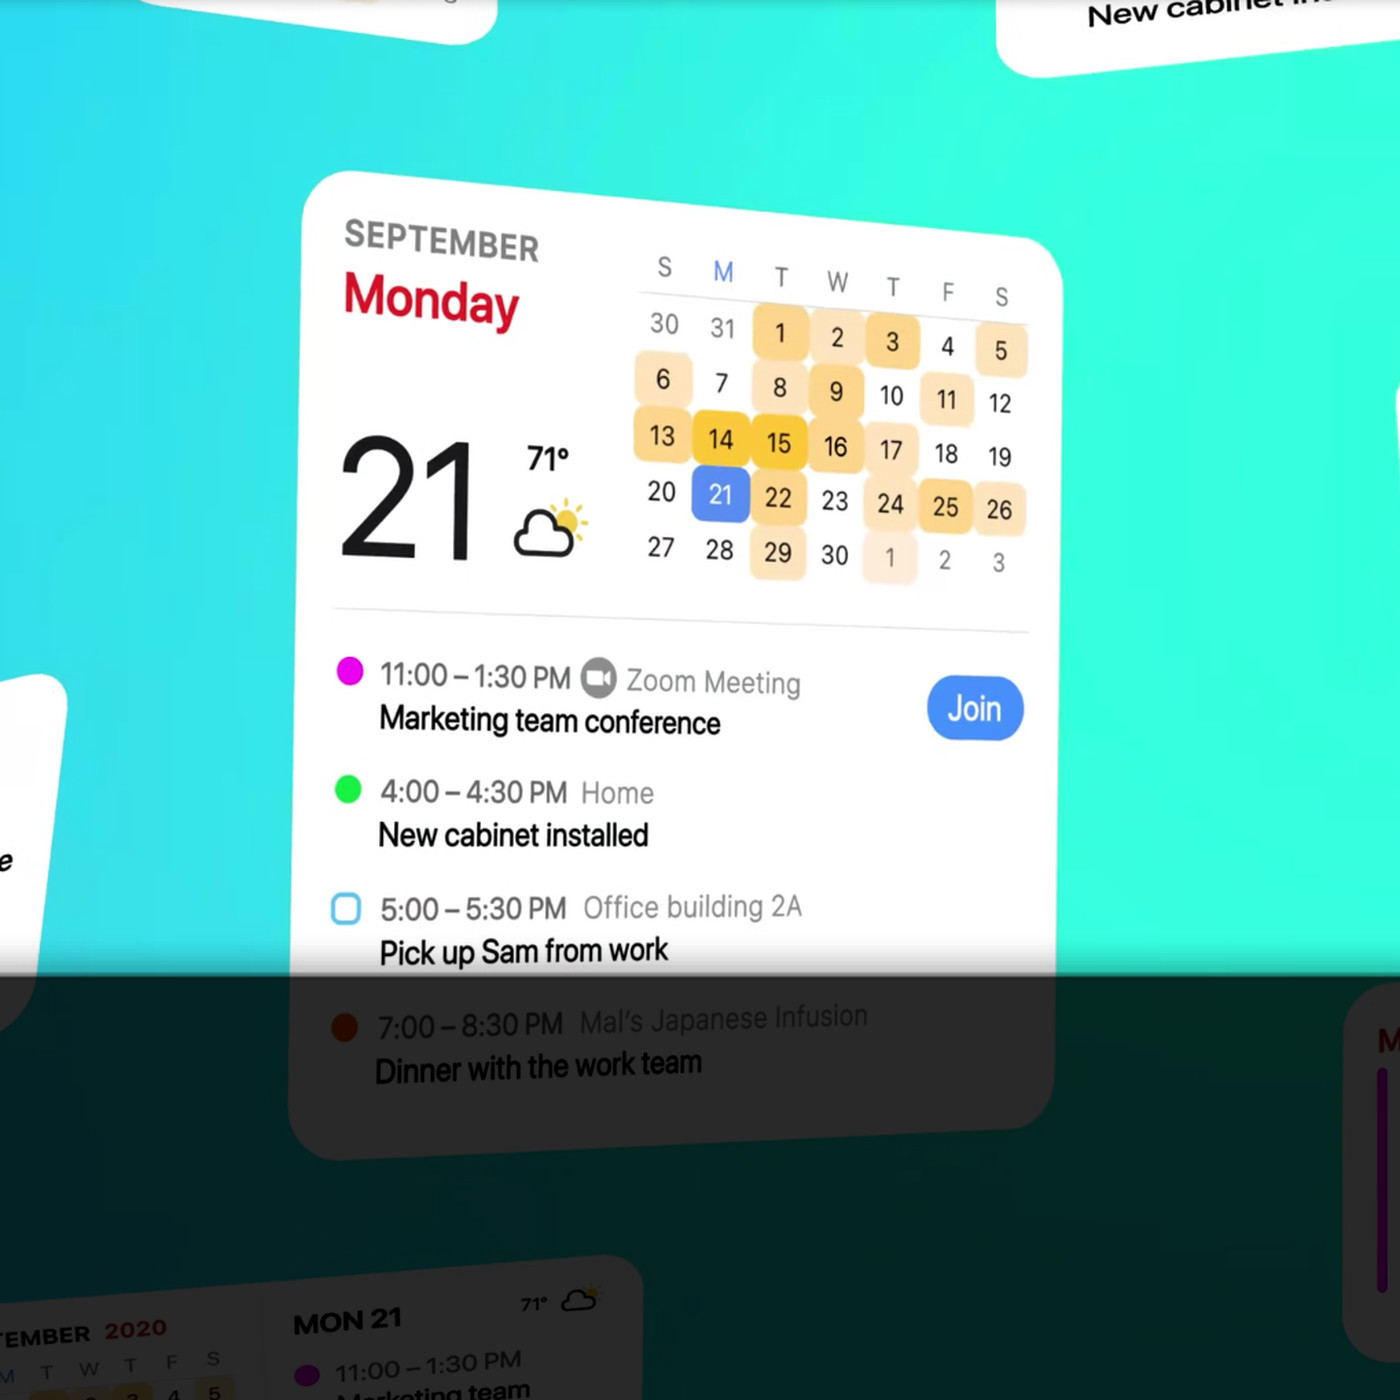 New cabinet
SEPTEMBER
Monday
21
71°
S M T W T F S
30 31 1 2 3 4 5
6 7 8 9 10 11 12
13 14 15 16 17 18 19
20 21 22 23 24 25 26
27 28 29 30 1 2 3
11:00 – 1:30 PM Zoom Meeting
Marketing team conference
Join
4:00 – 4:30 PM Home
New cabinet installed
5:00 – 5:30 PM Office building 2A
Pick up Sam from work
7:00 – 8:30 PM Mal's Japanese Infusion
Dinner with the work team
e
M
TEMBER 2020
M T W T F S
3 4 5
MON 21
71°
11:00 – 1:30 PM
Marketing team